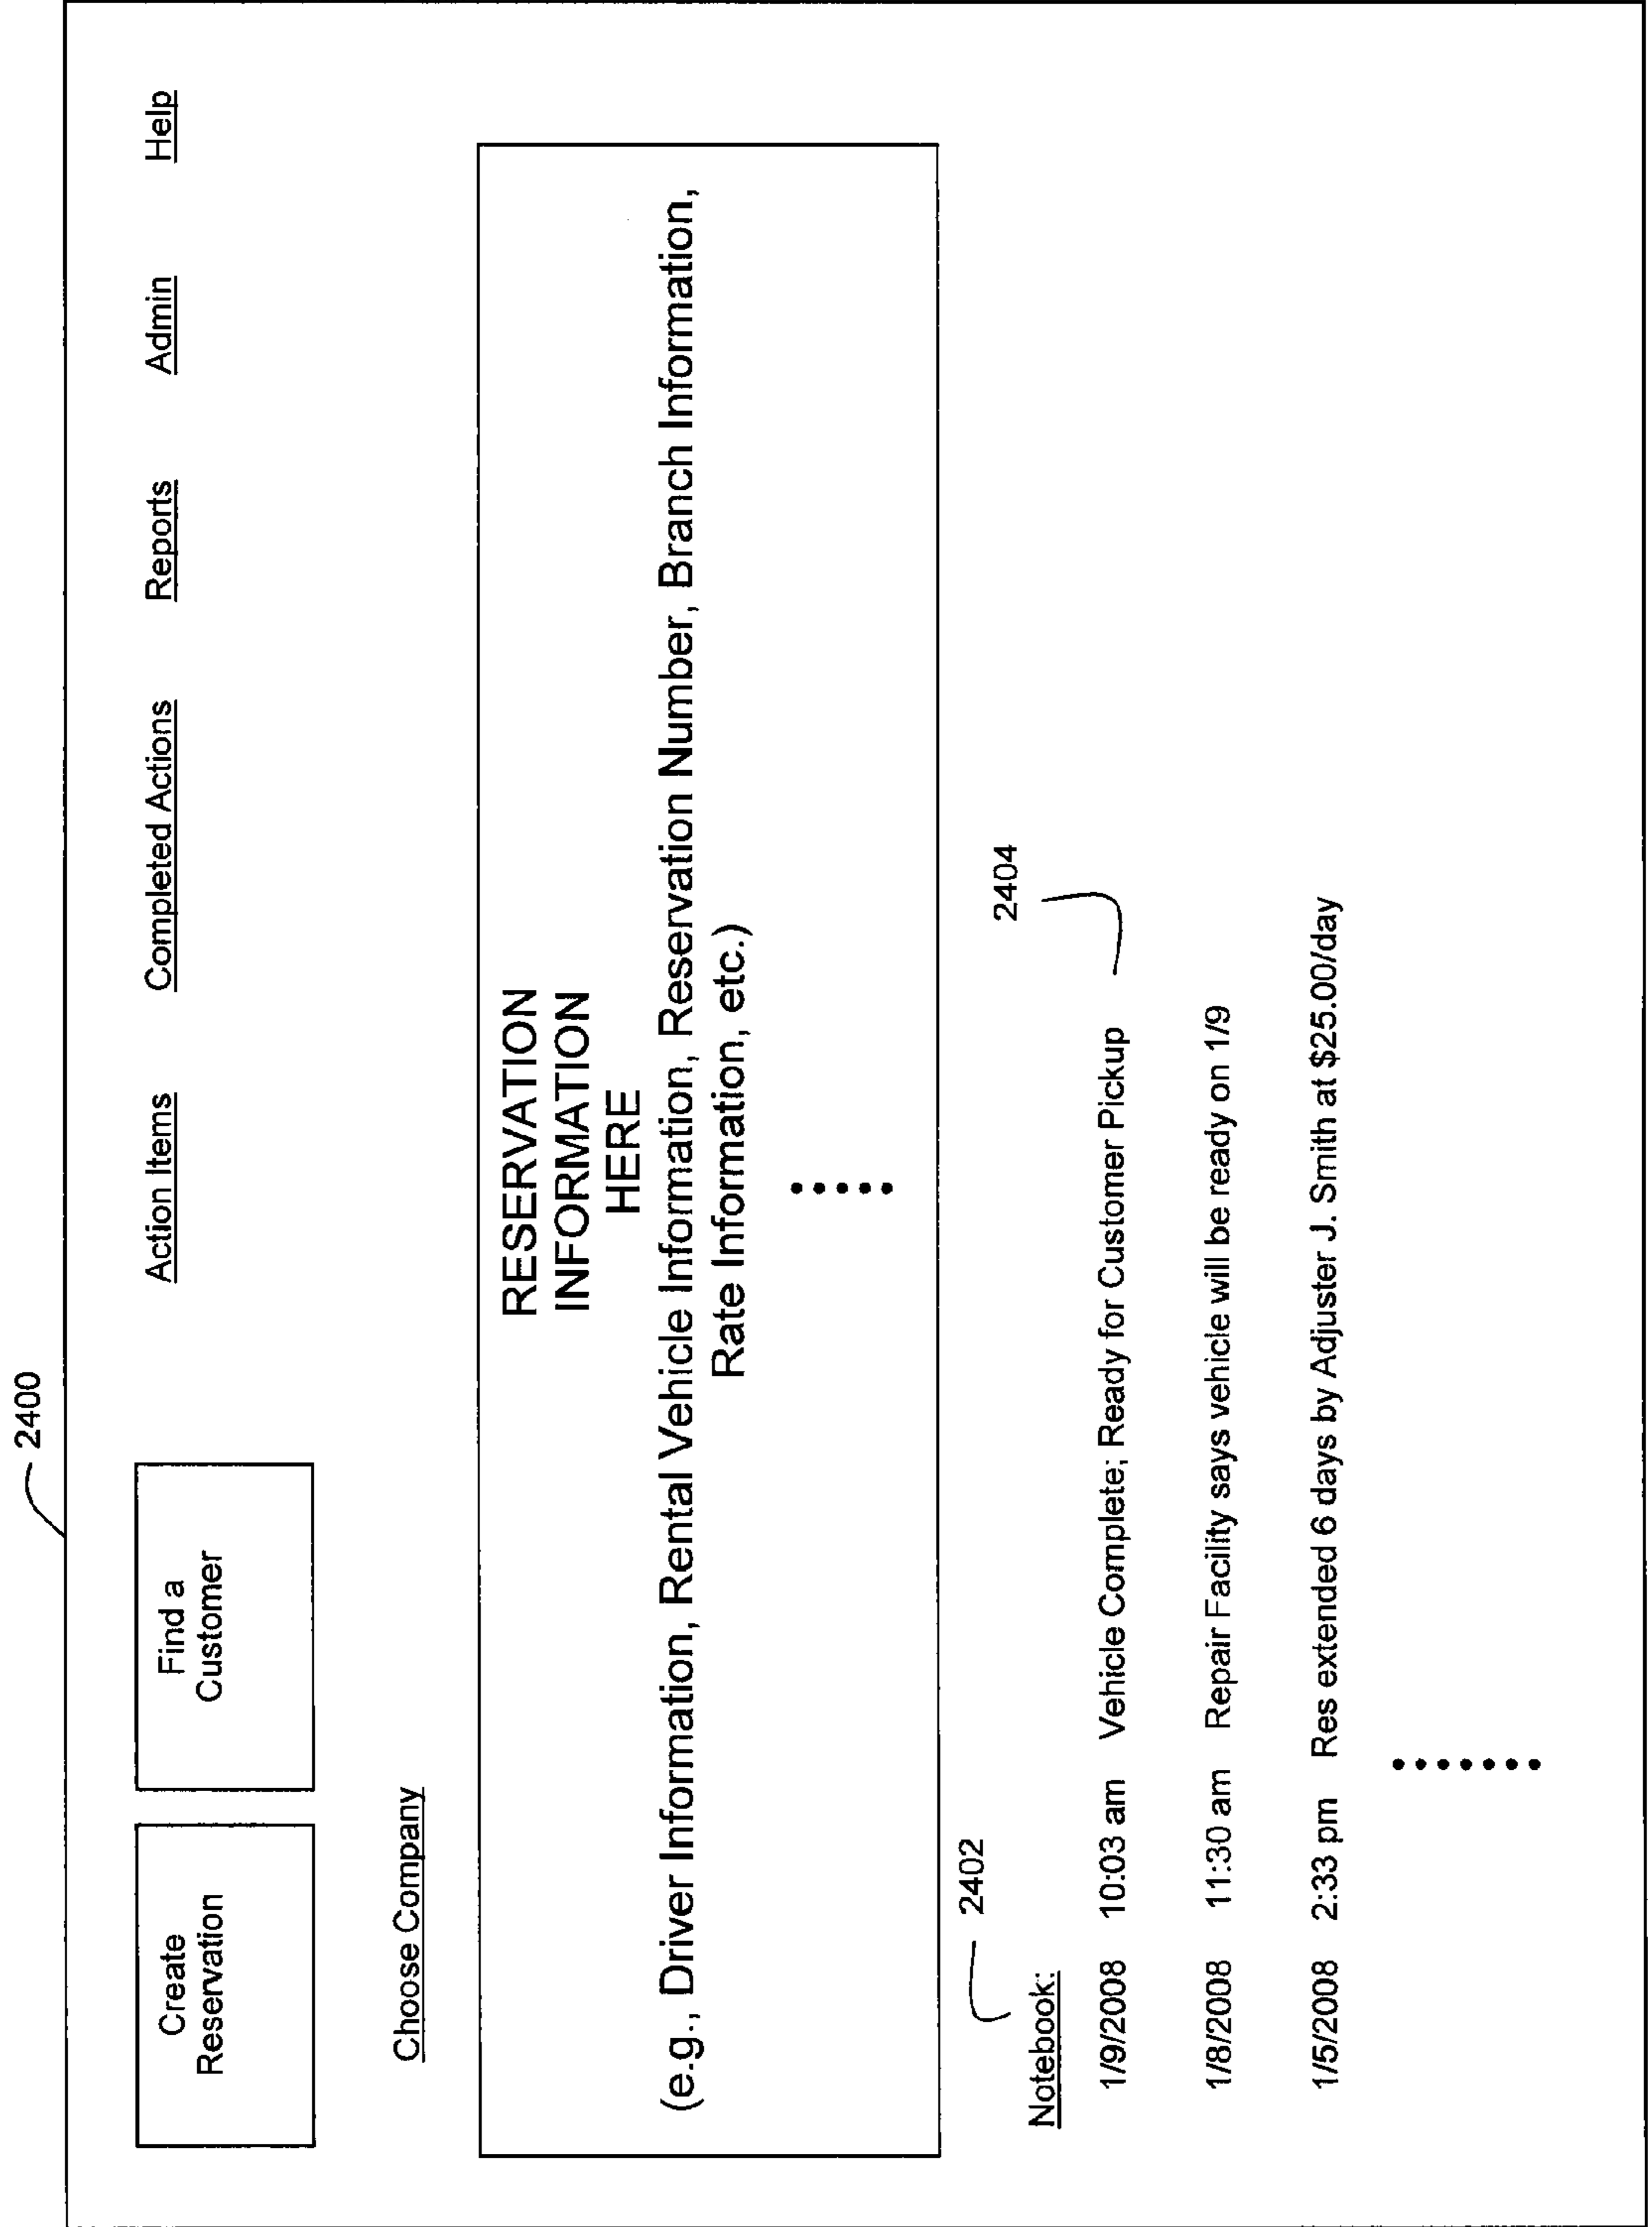 2400
Create
Reservation
Find a
Customer
Action Items
Completed Actions
Reports
Admin
Help
Choose Company
RESERVATION
INFORMATION
HERE
(e.g., Driver Information, Rental Vehicle Information, Reservation Number, Branch Information,
Rate Information, etc.)
2402
2404
Notebook:
1/9/2008 10:03 am Vehicle Complete; Ready for Customer Pickup
1/8/2008 11:30 am Repair Facility says vehicle will be ready on 1/9
1/5/2008 2:33 pm Res extended 6 days by Adjuster J. Smith at $25.00/day